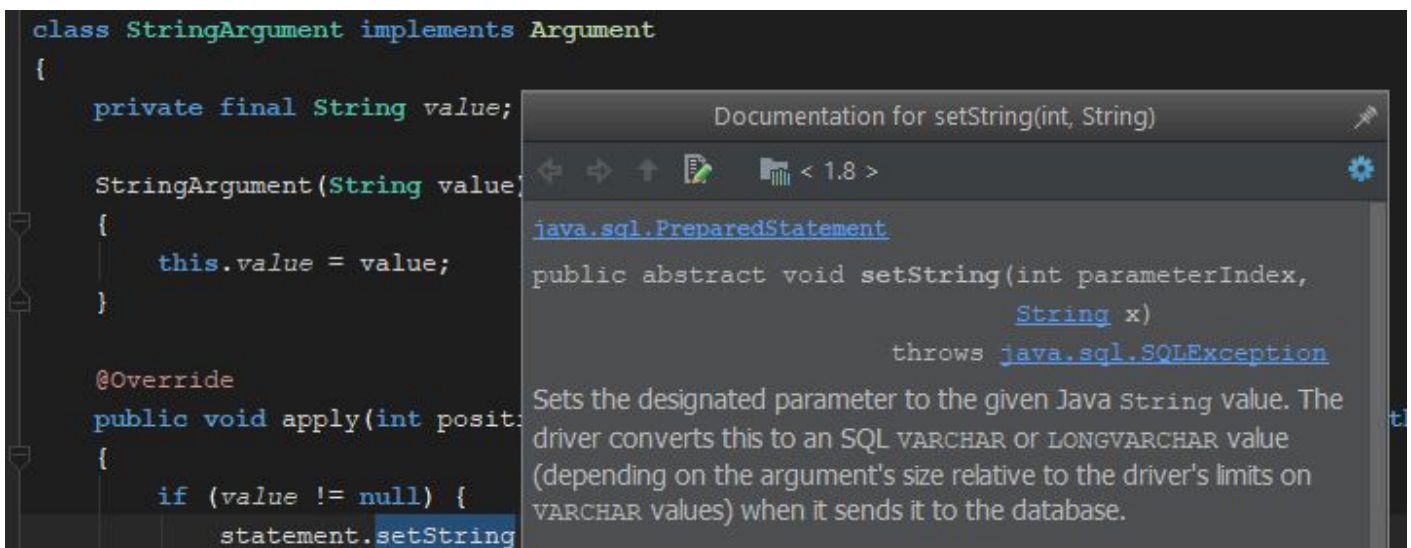 class StringArgument implements Argument
{
private final String value;
StringArgument(String value)
{
this.value = value;
}
@Override
public void apply(int posit
{
if (value != null) {
statement.setString
Documentation for setString(int, String)
< 1.8 >
java.sql.PreparedStatement
public abstract void setString(int parameterIndex,
String x)
throws java.sql.SQLException
Sets the designated parameter to the given Java String value. The
driver converts this to an SQL VARCHAR or LONGVARCHAR value
(depending on the argument's size relative to the driver's limits on
VARCHAR values) when it sends it to the database.